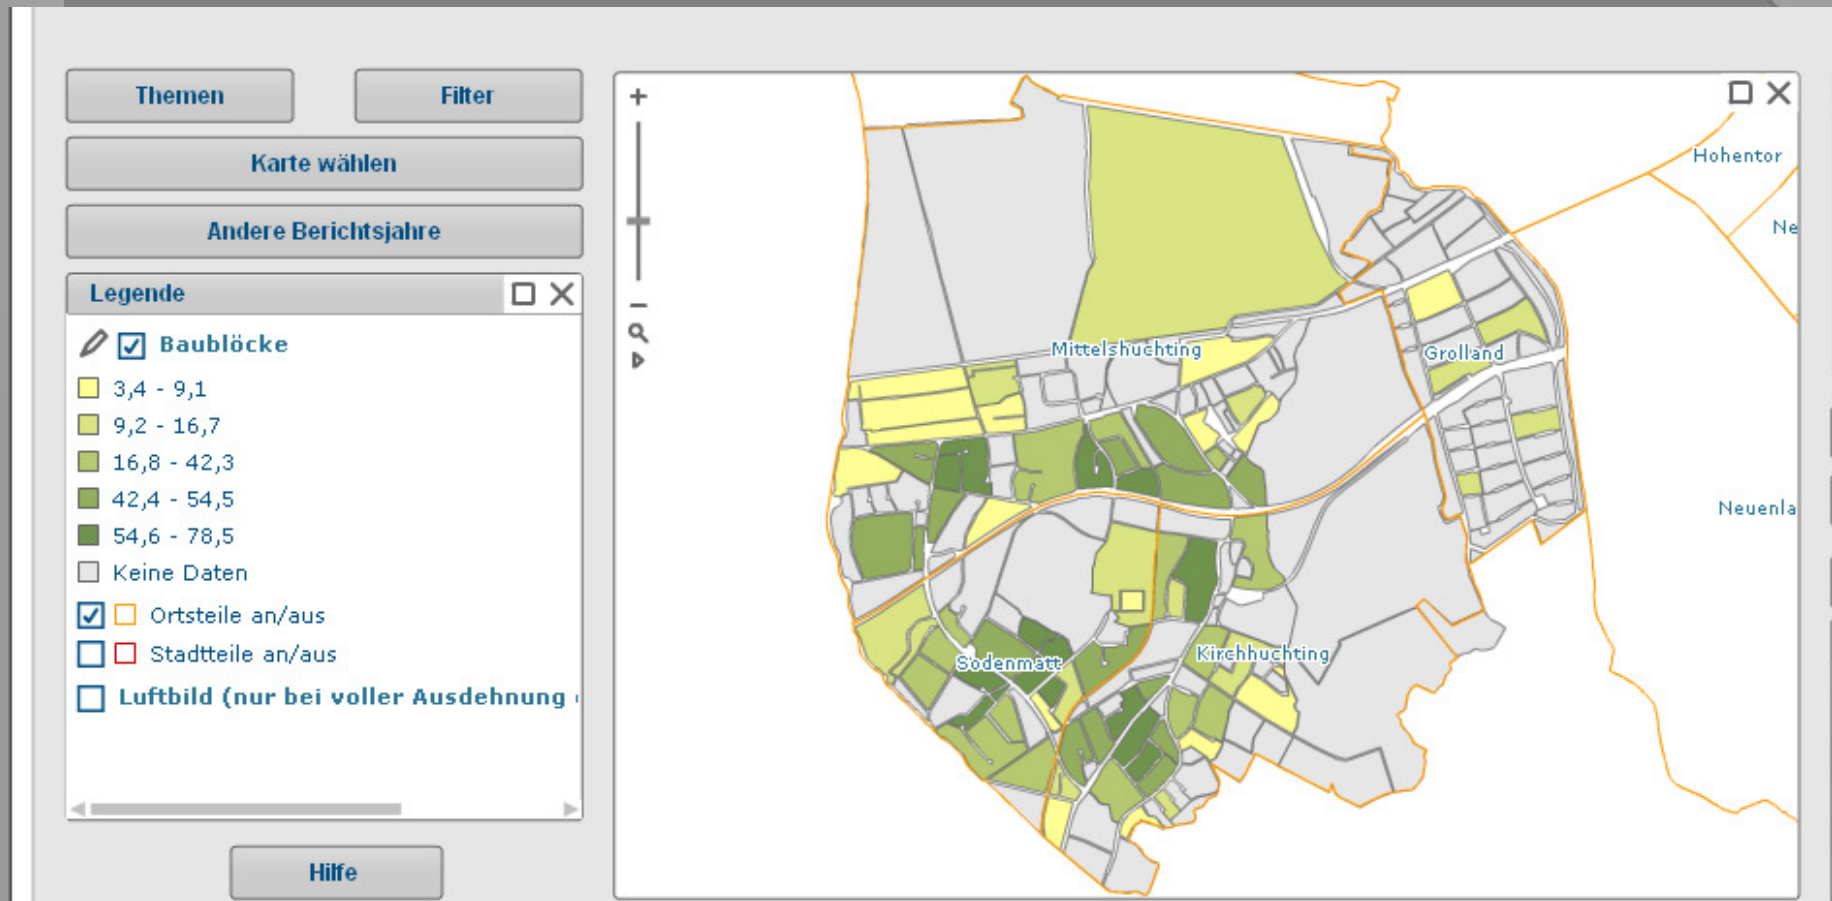 Themen
Filter
Karte wählen
Andere Berichtsjahre
Legende
Baublöcke
3,4 - 9,1
9,2 - 16,7
16,8 - 42,3
42,4 - 54,5
54,6 - 78,5
Keine Daten
Ortsteile an/aus
Stadtteile an/aus
Luftbild (nur bei voller Ausdehnung
Hilfe
Hohentor
Ne
Mittelshuchting
Grolland
Neuenla
Sodenmatt
Kirchhuchting